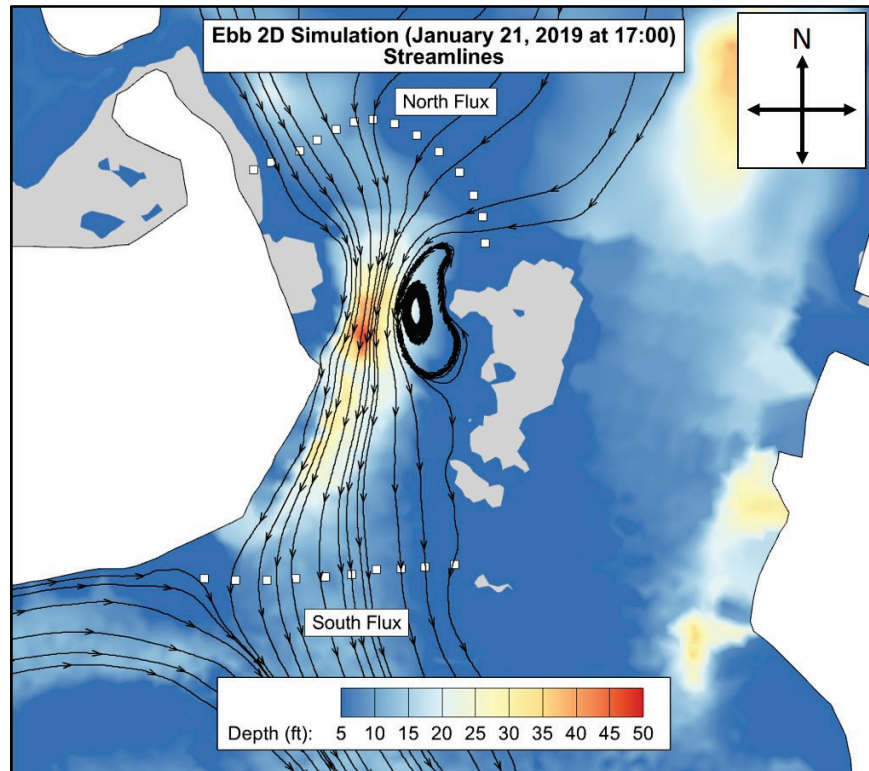 Ebb 2D Simulation (January 21, 2019 at 17:00)
Streamlines
N
North Flux
South Flux
Depth (ft): 5 10 15 20 25 30 35 40 45 50